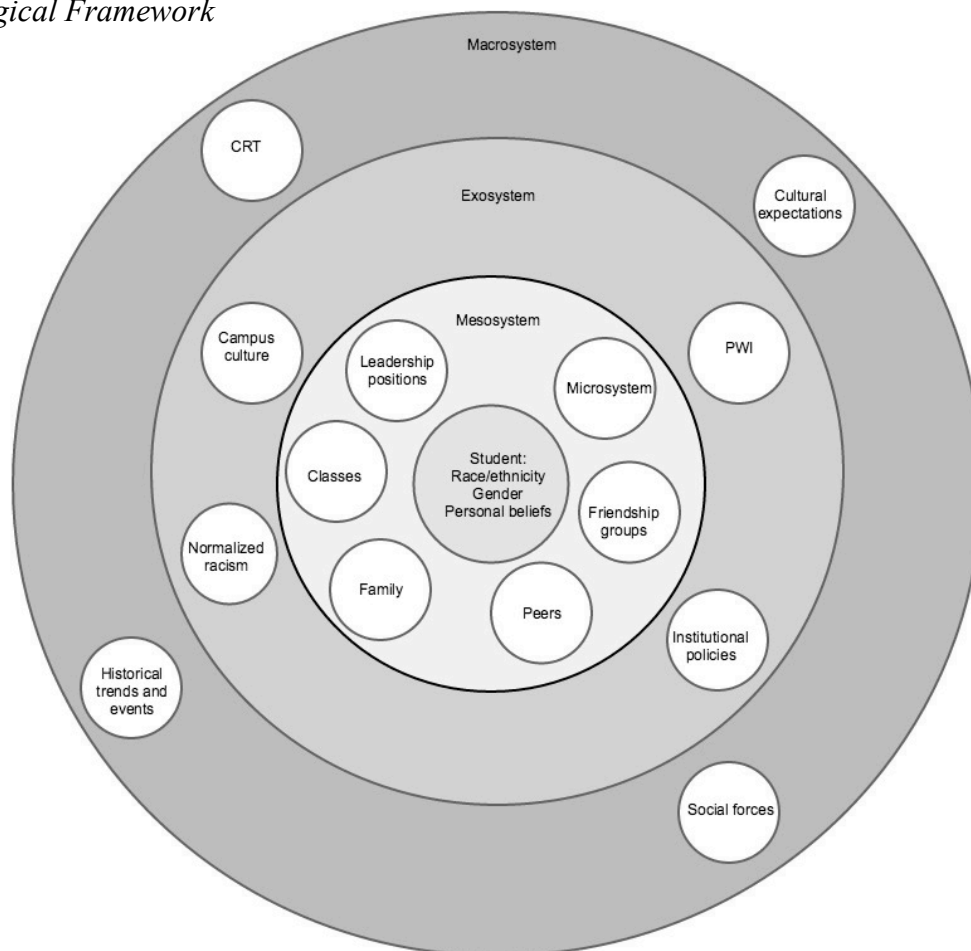 gical Framework
Macrosystem
CRT
Cultural
expectations
Exosystem
Mesosystem
Campus
culture
Leadership
positions
PWI
Microsystem
Student:
Race/ethnicity
Gender
Personal beliefs
Classes
Friendship
groups
Normalized
racism
Family
Peers
Institutional
policies
Historical
trends and
events
Social forces